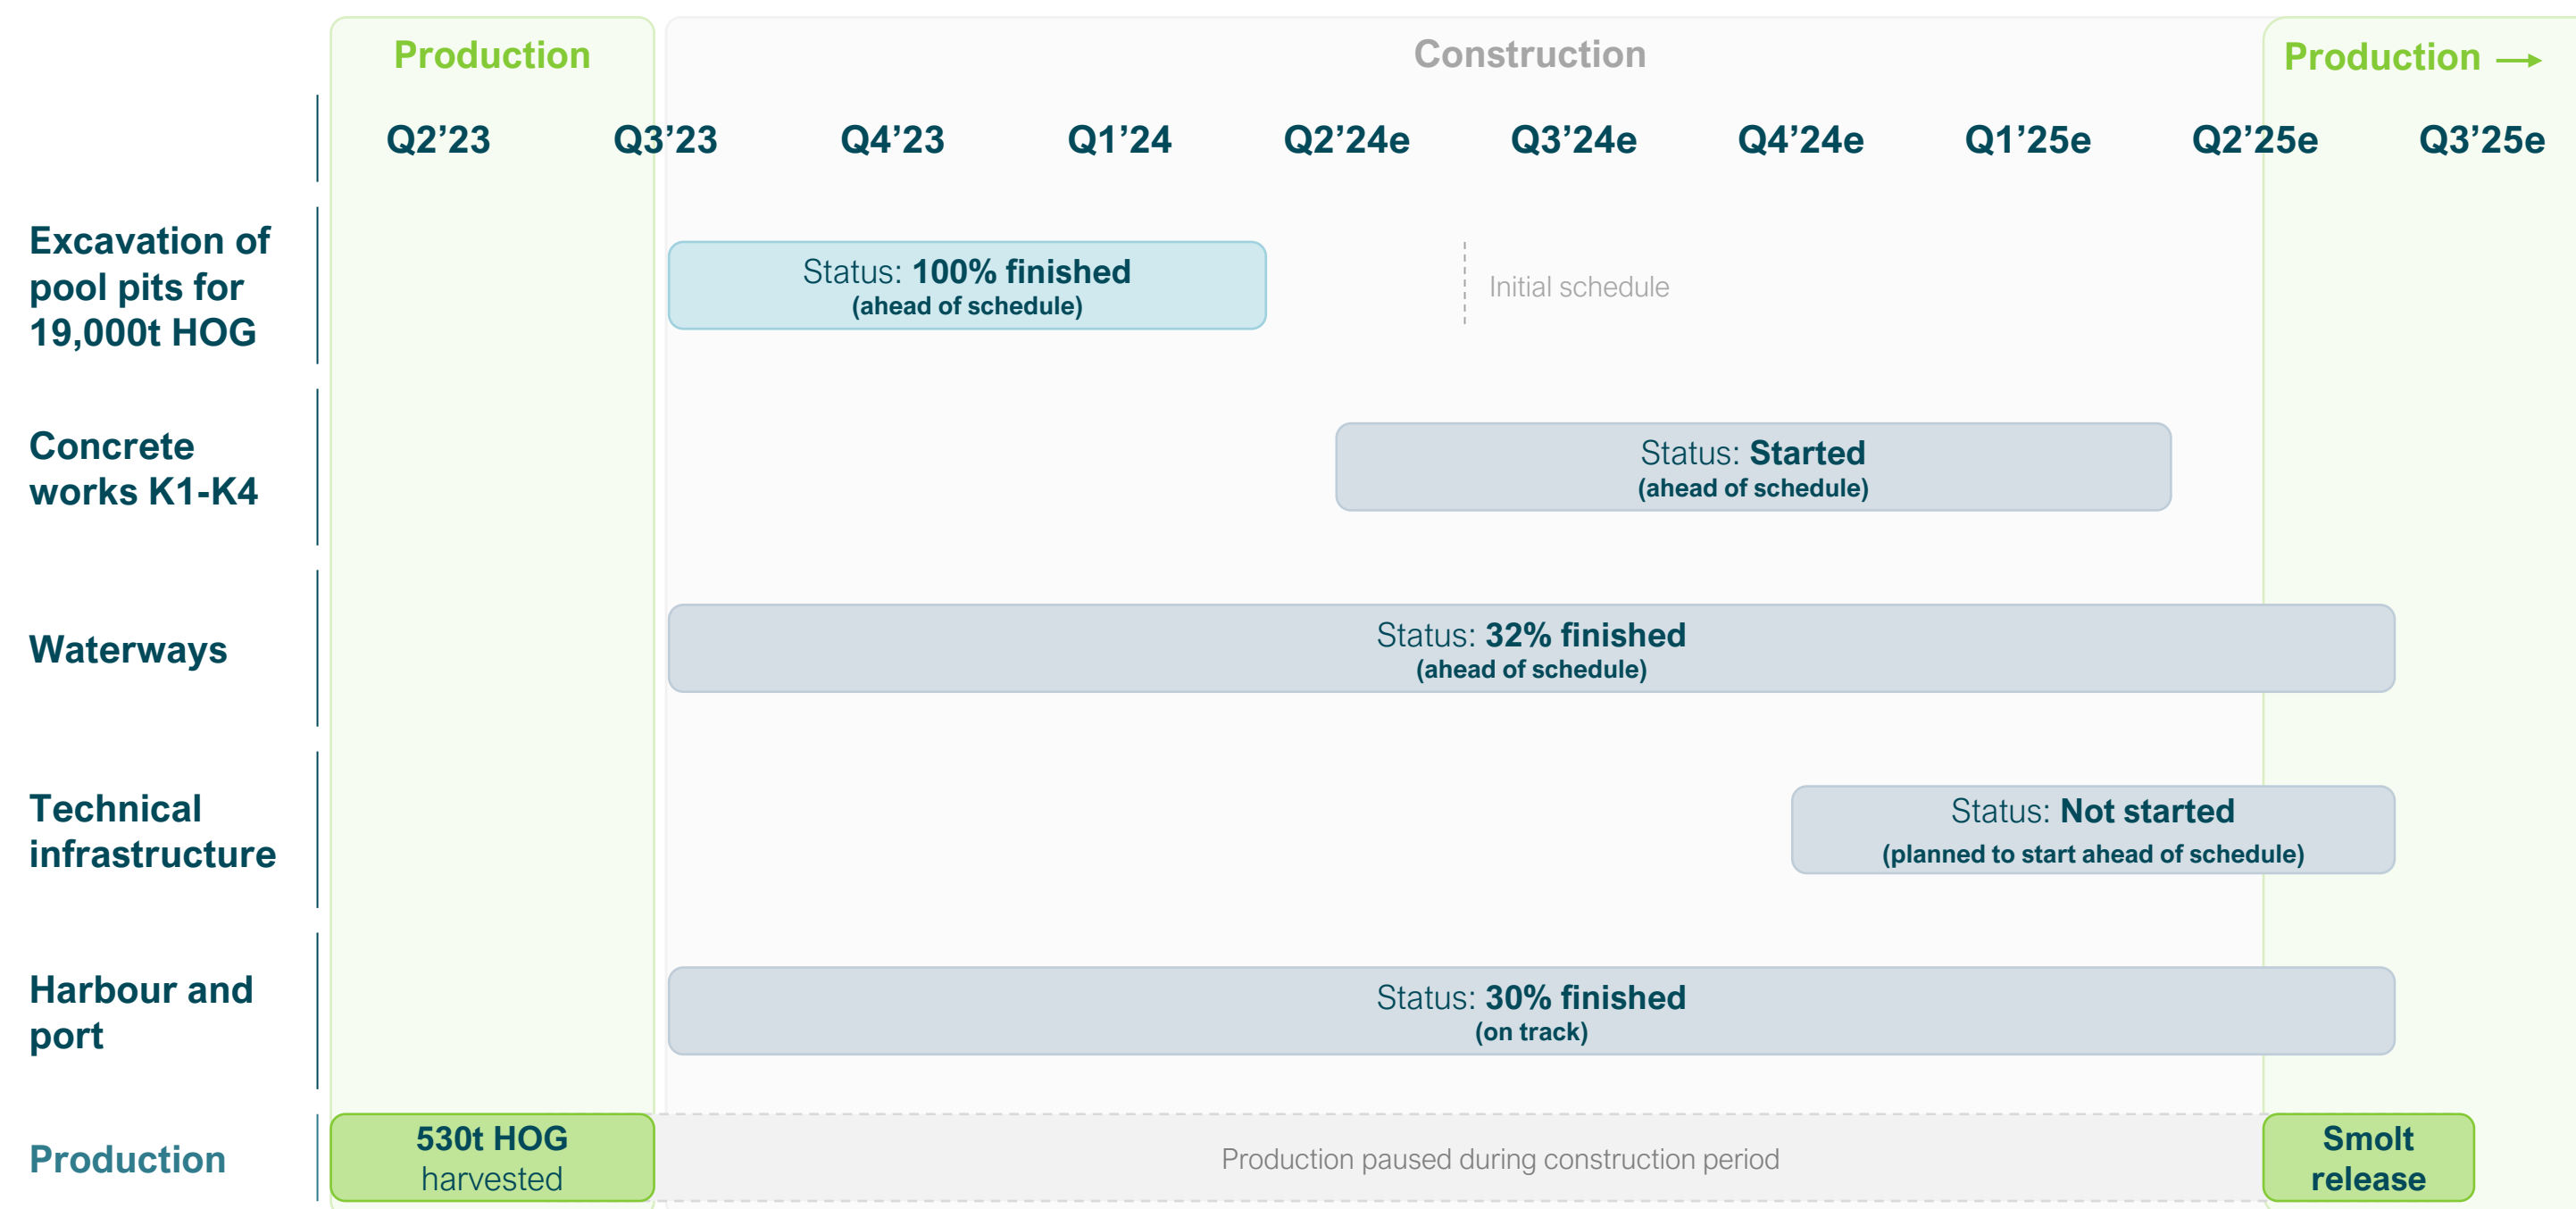 Production
Construction
Production
Q2’23 Q3’23 Q4’23 Q1’24 Q2’24e Q3’24e Q4’24e Q1’25e Q2’25e Q3’25e
Excavation of
pool pits for
19,000t HOG
Status: 100% finished
(ahead of schedule)
Initial schedule
Concrete
works K1-K4
Status: Started
(ahead of schedule)
Waterways
Status: 32% finished
(ahead of schedule)
Technical
infrastructure
Status: Not started
(planned to start ahead of schedule)
Harbour and
port
Status: 30% finished
(on track)
Production
530t HOG
harvested
Production paused during construction period
Smolt
release